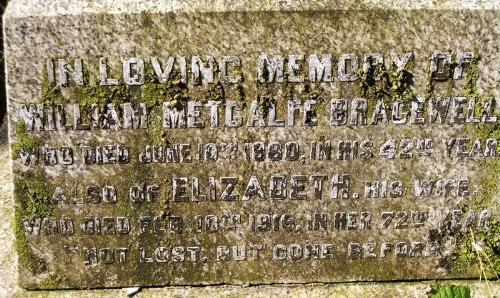 IN LOVING MEMORY OF
WILLIAM METCALFE BRACEWELL
WHO DIED JUNE 10TH 1880, IN HIS 42ND YEAR
ALSO OF ELIZABETH, HIS WIFE,
WHO DIED FEB. 10TH 1916, IN HER 72ND YEAR
"NOT LOST, BUT GONE BEFORE"